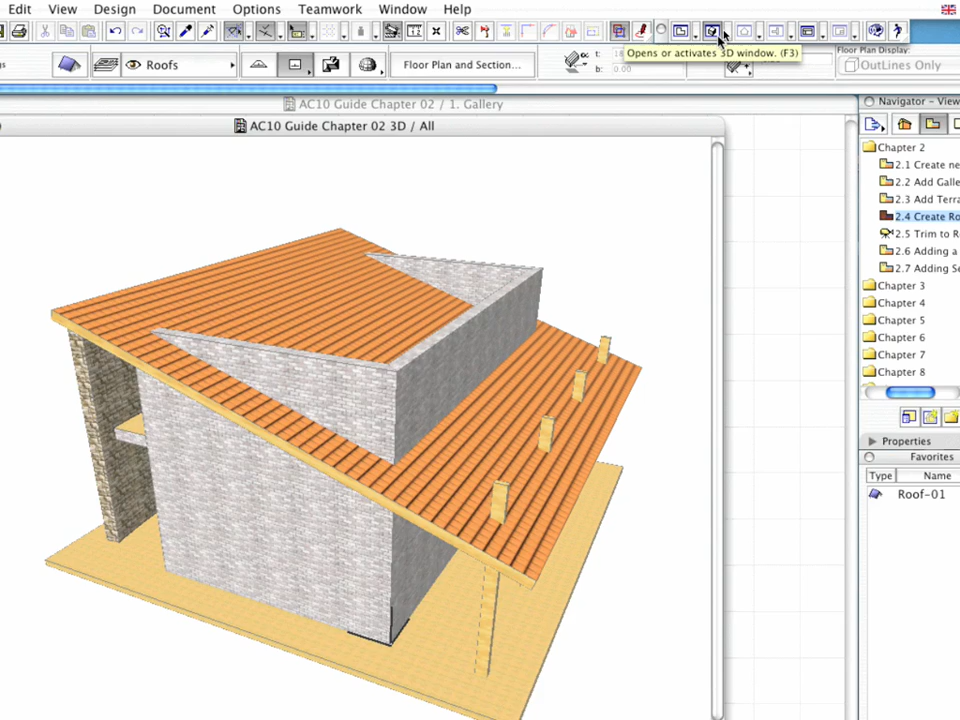 Edit View Design Document Options Teamwork Window Help
Opens or activates 3D window. (F3)
Floor Plan Display:
Roofs
Floor Plan and Section...
t:
b: 0.00
OutLines Only
AC10 Guide Chapter 02 / 1. Gallery
AC10 Guide Chapter 02 3D / All
Navigator - View
Chapter 2
2.1 Create ne
2.2 Add Galle
2.3 Add Terra
2.4 Create Ro
2.5 Trim to R
2.6 Adding a
2.7 Adding Se
Chapter 3
Chapter 4
Chapter 5
Chapter 6
Chapter 7
Chapter 8
Properties
Favorites
Type Name
Roof-01